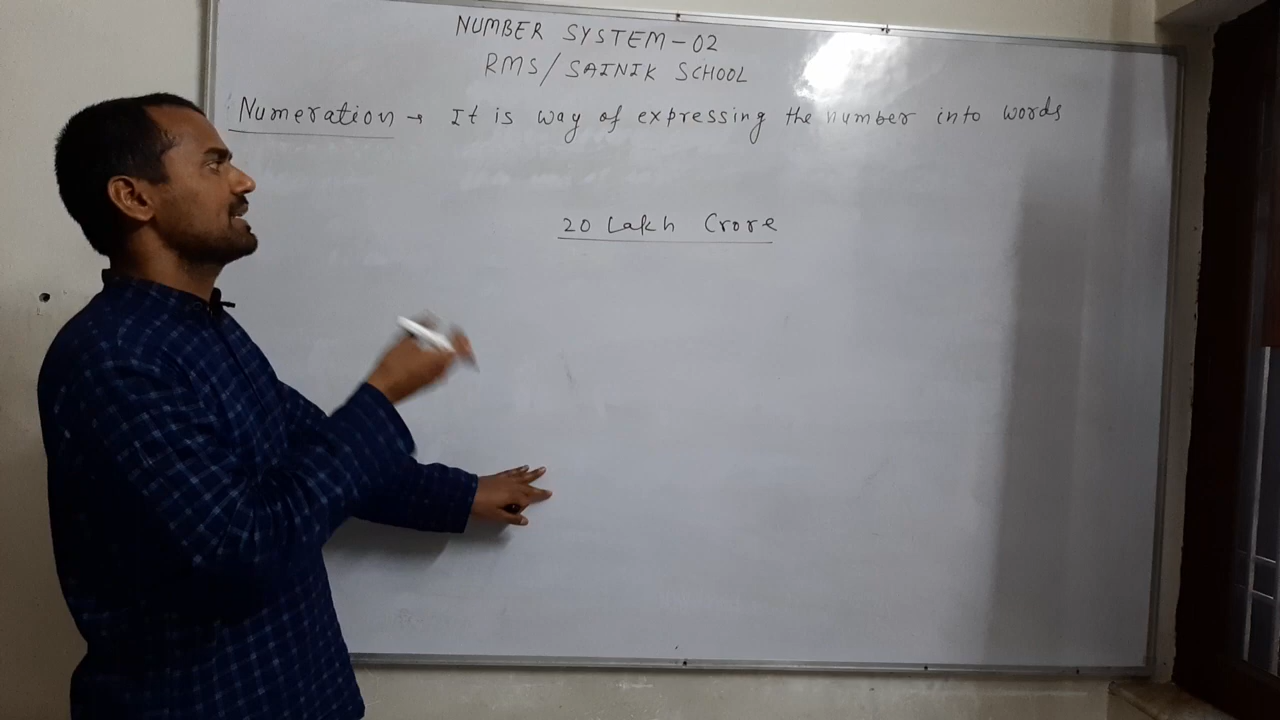 NUMBER SYSTEM-02
RMS/SAINIK SCHOOL
Numeration → It is way of expressing the number into words
20 Lakh Crore